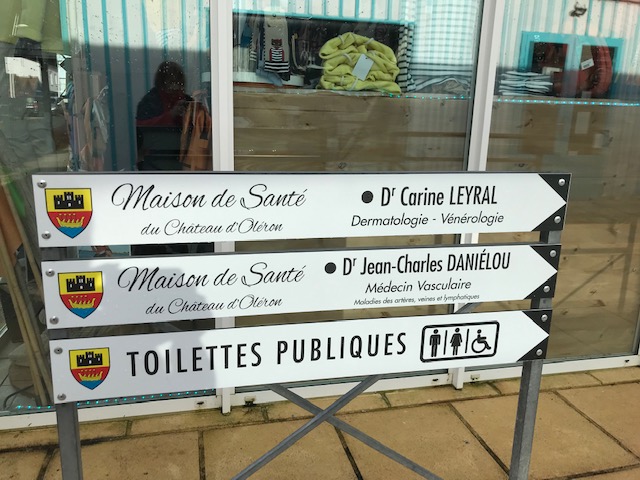 Maison de Santé
du Château d'Oléron
● Dr Carine LEYRAL
Dermatologie - Vénérologie
Maison de Santé
du Château d'Oléron
● Dr Jean-Charles DANIÉLOU
Médecin Vasculaire
Maladies des artères, veines et lymphatiques
TOILETTES PUBLIQUES